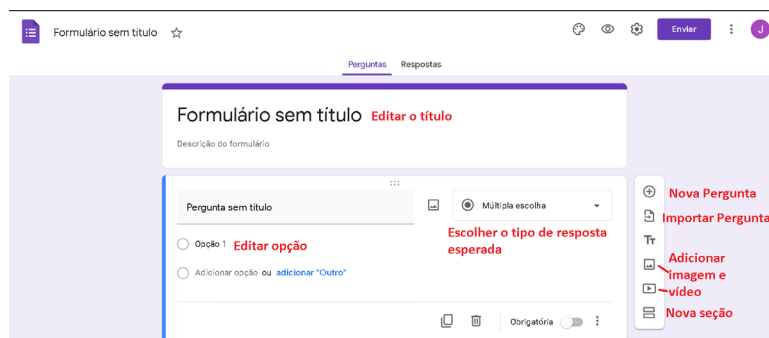 Formulário sem título
Enviar
J
Perguntas Respostas
Formulário sem título Editar o título
Descrição do formulário
Pergunta sem título
Múltipla escolha
Nova Pergunta
Importar Pergunta
Escolher o tipo de resposta
esperada
Opção 1 Editar opção
Tт
Adicionar opção ou adicionar "Outro"
Adicionar
imagem e
vídeo
Obrigatória
Nova seção